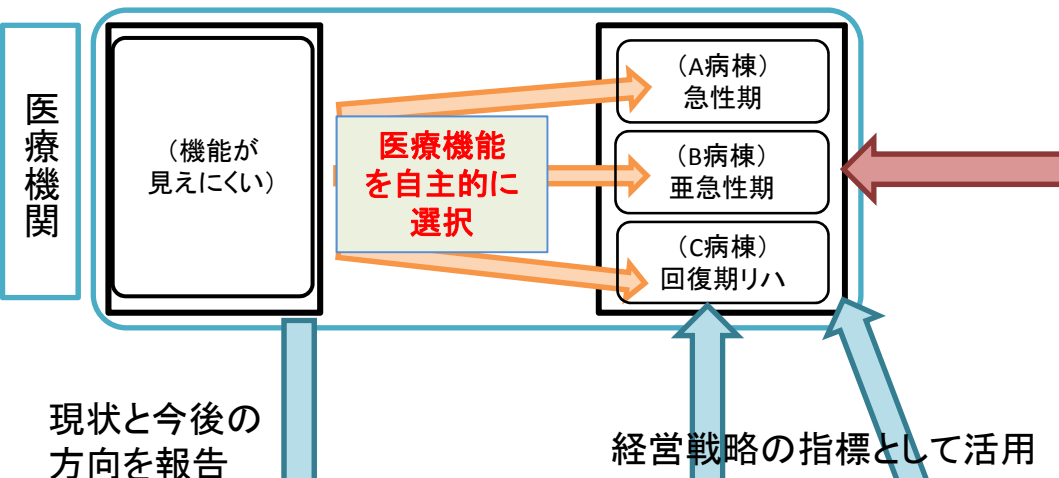 医療機関
（機能が
見えにくい）
医療機能
を自主的に
選択
（A病棟）
急性期
（B病棟）
亜急性期
（C病棟）
回復期リハ
現状と今後の
方向を報告
経営戦略の指標として活用